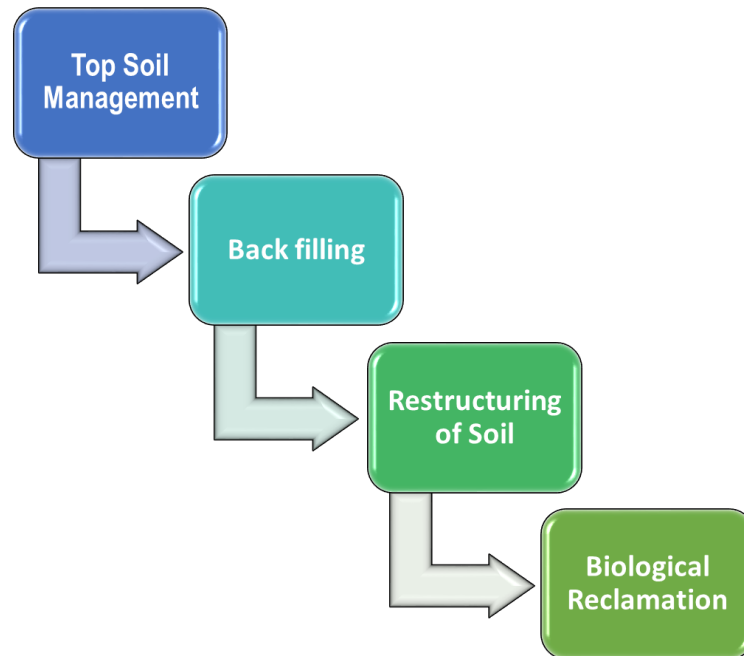 Top Soil
Management
Back filling
Restructuring
of Soil
Biological
Reclamation